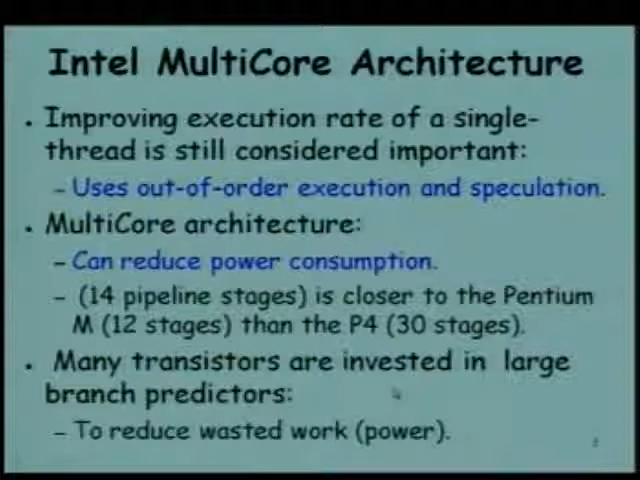 Intel MultiCore Architecture
• Improving execution rate of a single-
thread is still considered important:
– Uses out-of-order execution and speculation.
• MultiCore architecture:
– Can reduce power consumption.
– (14 pipeline stages) is closer to the Pentium
M (12 stages) than the P4 (30 stages).
• Many transistors are invested in large
branch predictors:
– To reduce wasted work (power).